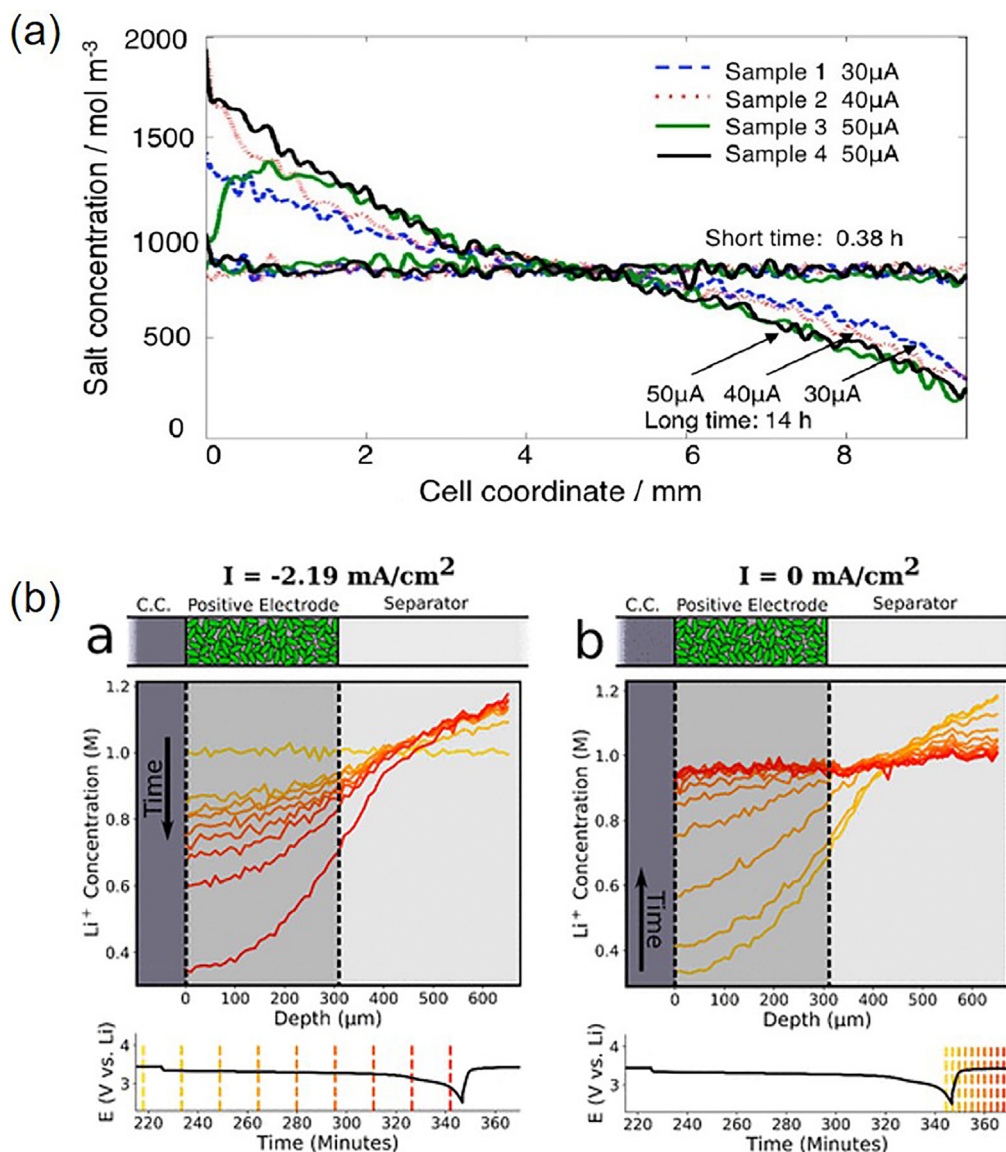 (a)
2000
1500
1000
500
0
Salt concentration / mol m-3
Sample 1 30μA
Sample 2 40μA
Sample 3 50μA
Sample 4 50μA
Short time: 0.38 h
50μA 40μA 30μA
Long time: 14 h
0 2 4 6 8
Cell coordinate / mm
(b)
I = -2.19 mA/cm2
C.C. Positive Electrode Separator
a
1.2
1.0
0.8
0.6
0.4
Li+ Concentration (M)
Time
0 100 200 300 400 500 600
Depth (μm)
E (V vs. Li)
4
3
220 240 260 280 300 320 340 360
Time (Minutes)
I = 0 mA/cm2
C.C. Positive Electrode Separator
b
1.2
1.0
0.8
0.6
0.4
Li+ Concentration (M)
Time
0 100 200 300 400 500 600
Depth (μm)
E (V vs. Li)
4
3
220 240 260 280 300 320 340 360
Time (Minutes)